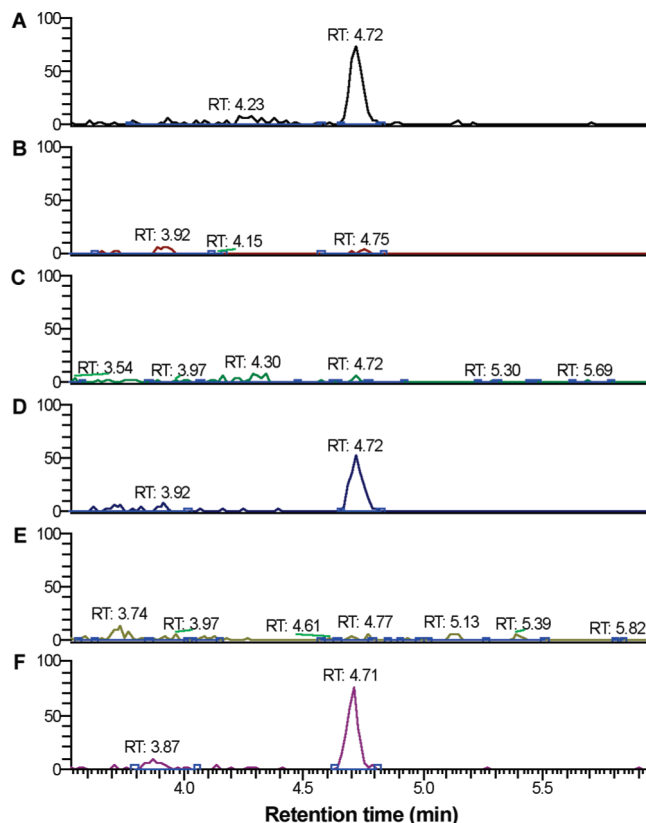 A
100
RT: 4.72
50
RT: 4.23
0
B
100
50
RT: 3.92
RT: 4.15
RT: 4.75
0
C
100
50
RT: 3.54
RT: 3.97
RT: 4.30
RT: 4.72
RT: 5.30
RT: 5.69
0
D
100
RT: 4.72
50
RT: 3.92
0
E
100
50
RT: 3.74
RT: 3.97
RT: 4.61
RT: 4.77
RT: 5.13
RT: 5.39
RT: 5.82
0
F
100
RT: 4.71
50
RT: 3.87
0
4.0 4.5 5.0 5.5
Retention time (min)